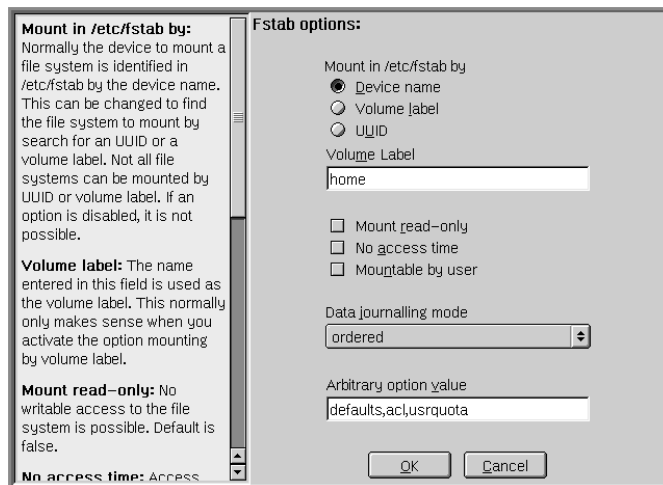 Mount in /etc/fstab by:
Normally the device to mount a
file system is identified in
/etc/fstab by the device name.
This can be changed to find
the file system to mount by
search for an UUID or a
volume label. Not all file
systems can be mounted by
UUID or volume label. If an
option is disabled, it is not
possible.
Volume label: The name
entered in this field is used as
the volume label. This normally
only makes sense when you
activate the option mounting
by volume label.
Mount read-only: No
writable access to the file
system is possible. Default is
false.
No access time: Access
Fstab options:
Mount in /etc/fstab by
Device name
Volume label
UUID
Volume Label
home
Mount read-only
No access time
Mountable by user
Data journalling mode
ordered
Arbitrary option value
defaults,acl,usrquota
OK Cancel